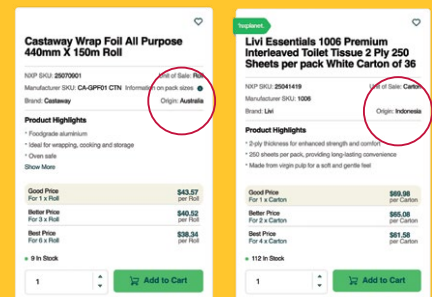 Castaway Wrap Foil All Purpose
440mm X 150m Roll
NXP SKU: 25070901 Unit of Sale: Roll
Manufacturer SKU: CA-GPF01 CTN Information on pack sizes
Brand: Castaway Origin: Australia
Product Highlights
* Foodgrade aluminium
* Ideal for wrapping, cooking and storage
* Oven safe
Show More
Good Price
For 1 x Roll
$43.57
per Roll
Better Price
For 3 x Roll
$40.52
per Roll
Best Price
For 6 x Roll
$38.34
per Roll
9 In Stock
1
Add to Cart
1xplanet.
Livi Essentials 1006 Premium
Interleaved Toilet Tissue 2 Ply 250
Sheets per pack White Carton of 36
NXP SKU: 25041419 Unit of Sale: Carton
Manufacturer SKU: 1006
Brand: Livi Origin: Indonesia
Product Highlights
* 2-ply thickness for enhanced strength and comfort
* 250 sheets per pack, providing long-lasting convenience
* Made from virgin pulp for a soft and gentle feel
Good Price
For 1 x Carton
$69.98
per Carton
Better Price
For 2 x Carton
$65.08
per Carton
Best Price
For 4 x Carton
$61.58
per Carton
112 In Stock
1
Add to Cart